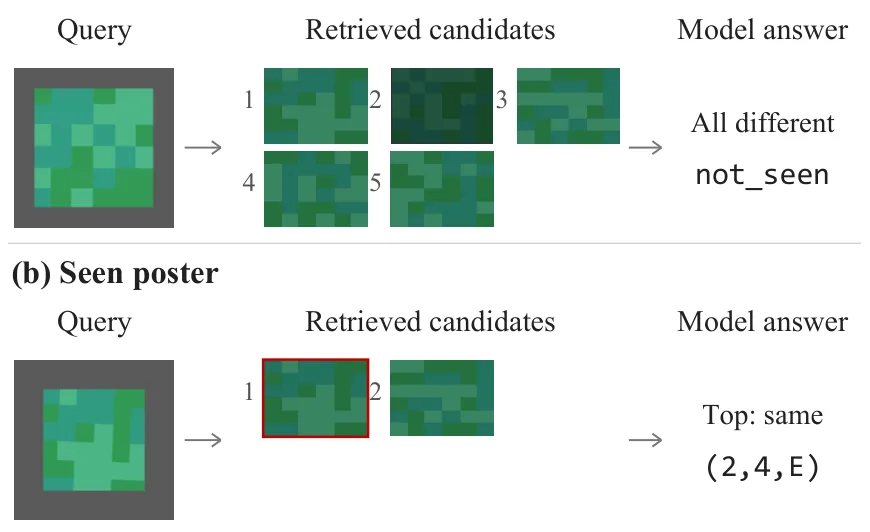 Query Retrieved candidates Model answer
1 2 3
All different
not_seen
4 5
(b) Seen poster
Query Retrieved candidates Model answer
1 2
Top: same
(2,4,E)